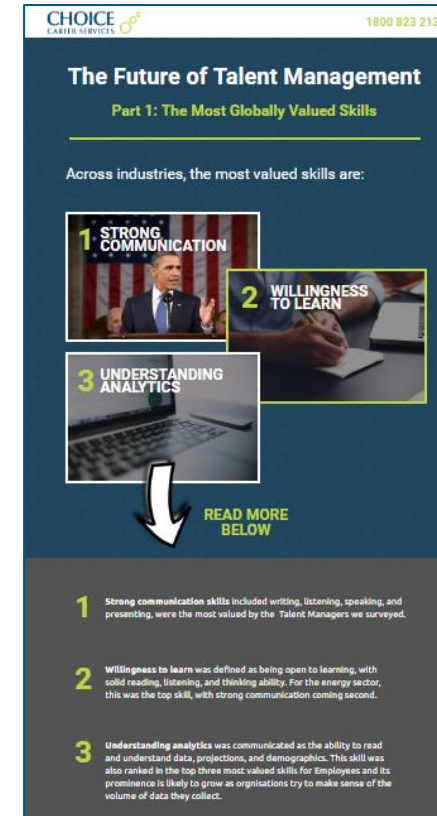 CHOICE
CAREER SERVICES
1800 823 213
The Future of Talent Management
Part 1: The Most Globally Valued Skills
Across industries, the most valued skills are:
1 STRONG
COMMUNICATION
2 WILLINGNESS
TO LEARN
3 UNDERSTANDING
ANALYTICS
READ MORE
BELOW
1 Strong communication skills included writing, listening, speaking, and
presenting, were the most valued by the Talent Managers we surveyed.
2 Willingness to learn was defined as being open to learning, with
solid reading, listening, and thinking ability. For the energy sector,
this was the top skill, with strong communication coming second.
3 Understanding analytics was communicated as the ability to read
and understand data, projections, and demographics. This skill was
also ranked in the top three most valued skills for Employees and its
prominence is likely to grow as orgnisations try to make sense of the
volume of data they collect.